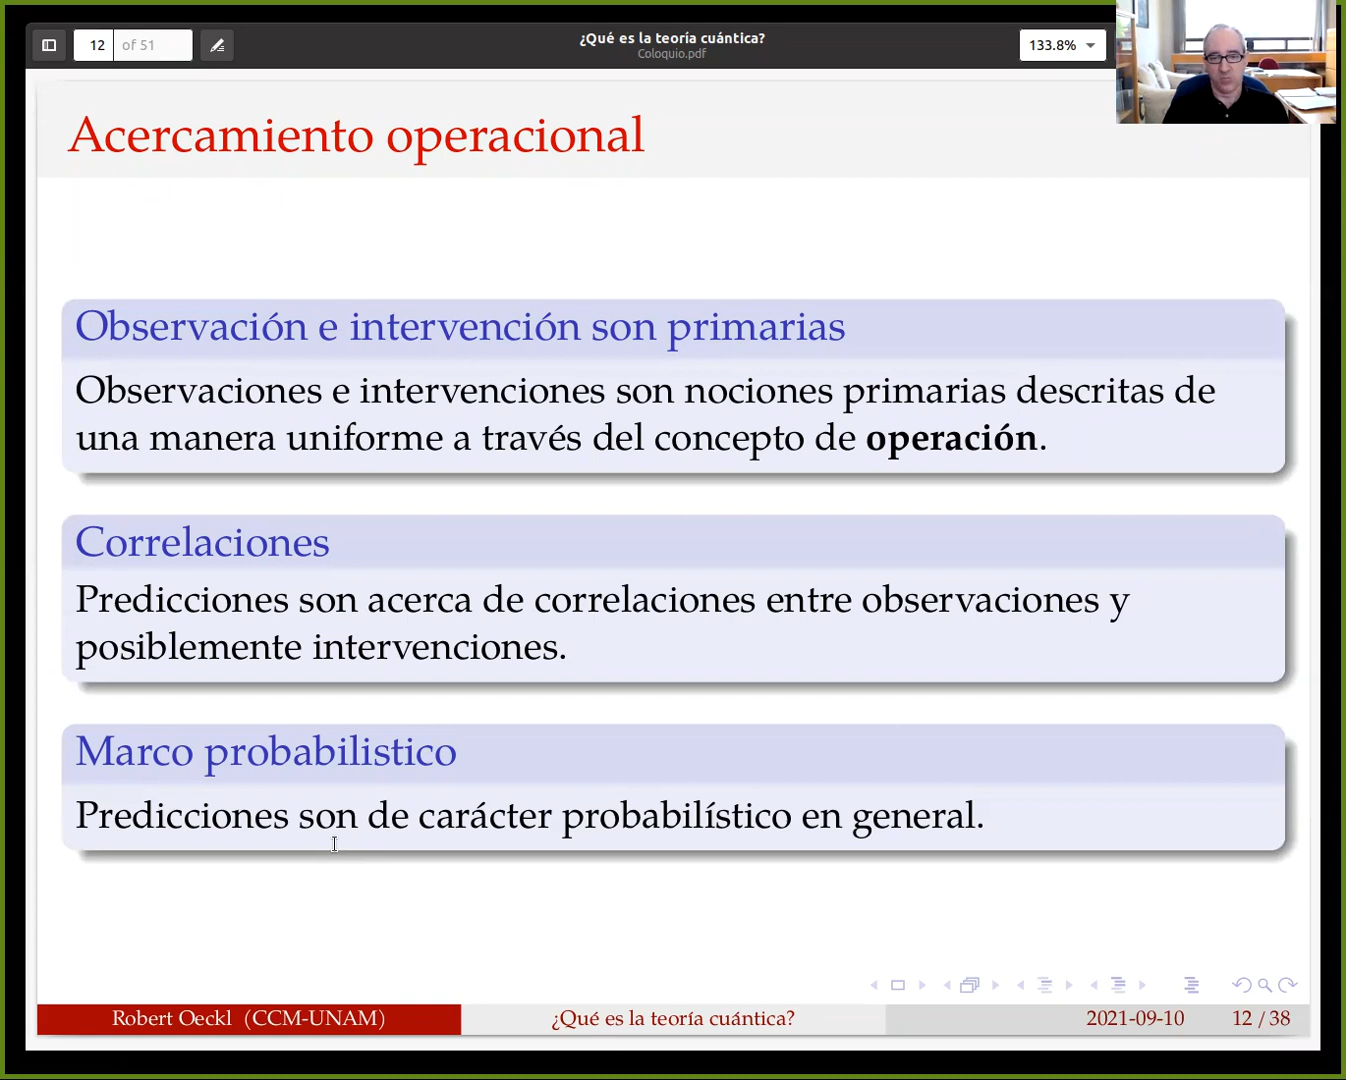 ¿Qué es la teoría cuántica?
12 of 51
Coloquio.pdf
133.8%
Acercamiento operacional
Observación e intervención son primarias
Observaciones e intervenciones son nociones primarias descritas de
una manera uniforme a través del concepto de operación.
Correlaciones
Predicciones son acerca de correlaciones entre observaciones y
posiblemente intervenciones.
Marco probabilistico
Predicciones son de carácter probabilístico en general.
Robert Oeckl (CCM-UNAM)
¿Qué es la teoría cuántica?
2021-09-10
12 / 38